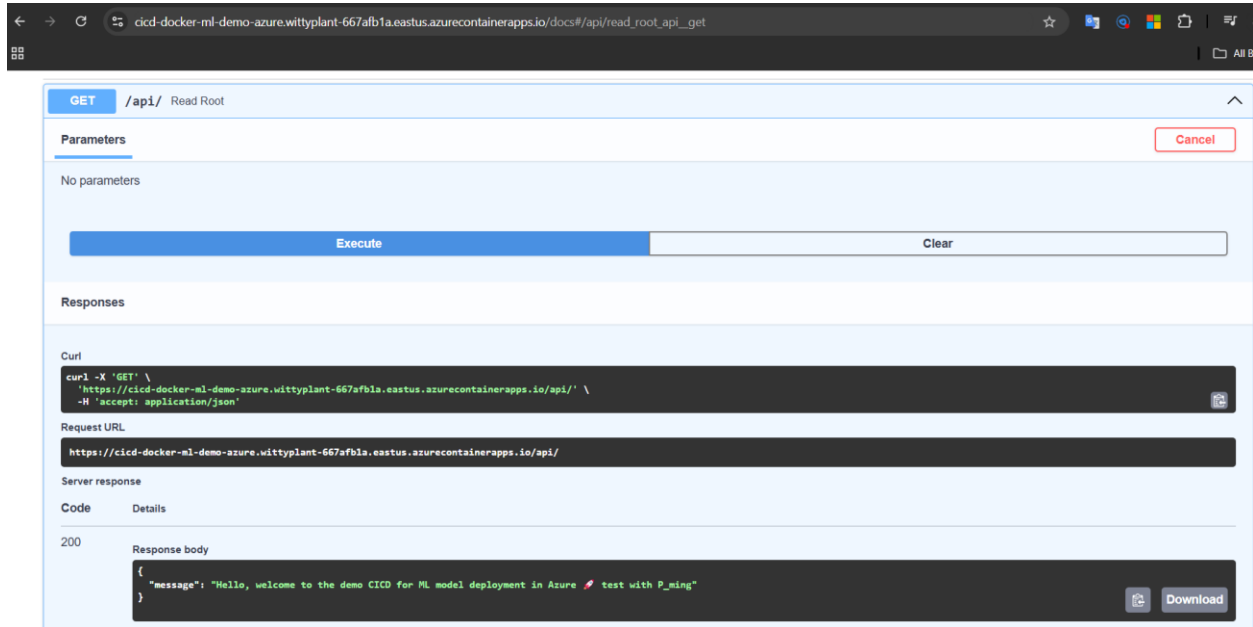 cicd-docker-ml-demo-azure.wittyplant-667afb1a.eastus.azurecontainerapps.io/docs#/api/read_root_api__get
All B
GET /api/ Read Root
Parameters
Cancel
No parameters
Execute
Clear
Responses
Curl
curl -X 'GET' \
'https://cicd-docker-ml-demo-azure.wittyplant-667afb1a.eastus.azurecontainerapps.io/api/' \
-H 'accept: application/json'
Request URL
https://cicd-docker-ml-demo-azure.wittyplant-667afb1a.eastus.azurecontainerapps.io/api/
Server response
Code Details
200
Response body
{
"message": "Hello, welcome to the demo CICD for ML model deployment in Azure 🚀 test with P_ming"
}
Download